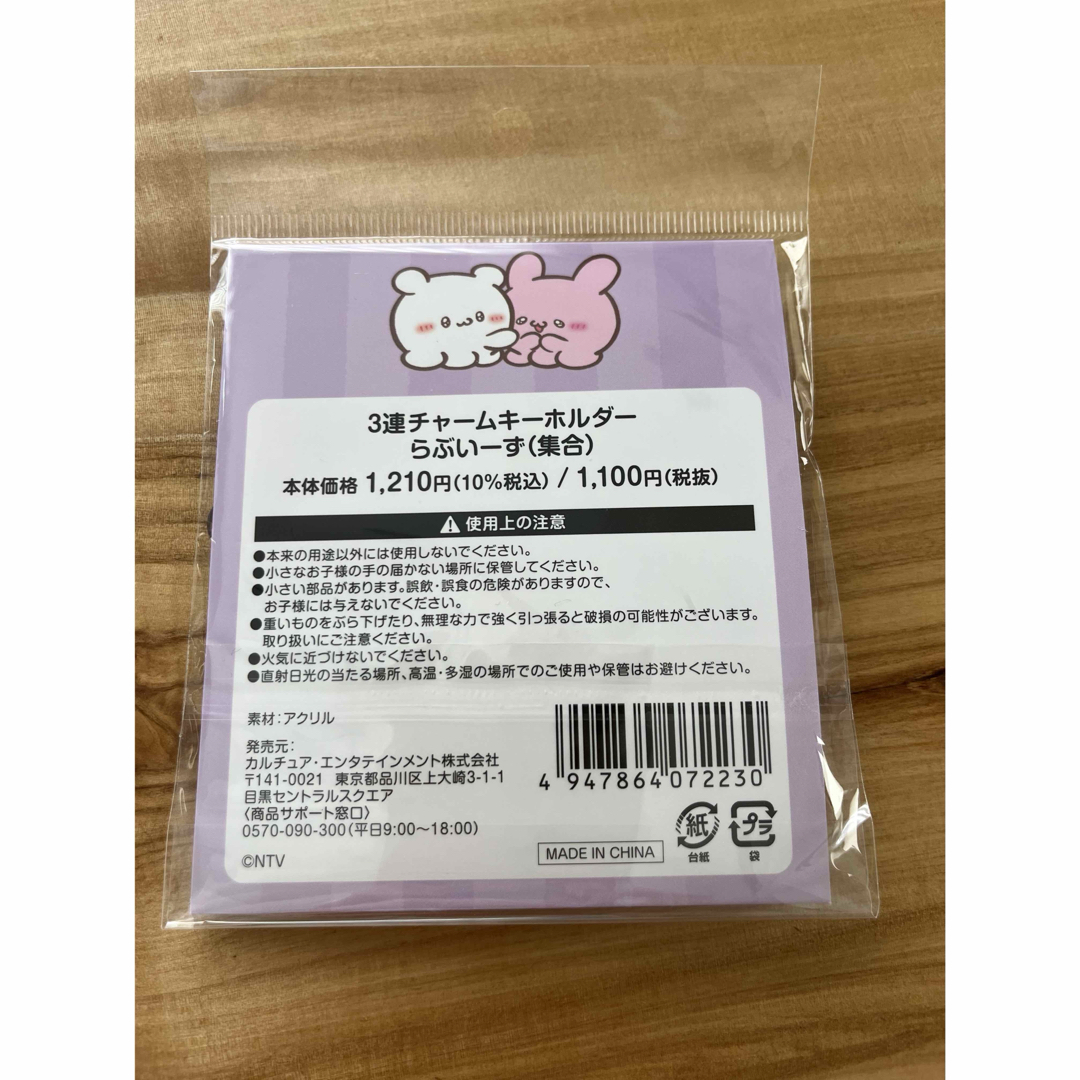 3連チャームキーホルダー
らぶいーず(集合)
本体価格 1,210円(10%税込) / 1,100円(税抜)
⚠使用上の注意
●本来の用途以外には使用しないでください。
●小さなお子様の手の届かない場所に保管してください。
●小さい部品があります。誤飲・誤食の危険がありますので、
お子様には与えないでください。
●重いものをぶら下げたり、無理な力で強く引っ張ると破損の可能性がございます。
取り扱いにご注意ください。
●火気に近づけないでください。
●直射日光の当たる場所、高温・多湿の場所でのご使用や保管はお避けください。
素材：アクリル
発売元：
カルチュア・エンタテインメント株式会社
〒141-0021 東京都品川区上大崎3-1-1
目黒セントラルスクエア
〈商品サポート窓口〉
0570-090-300(平日9:00〜18:00)
©NTV
4 947864 072230
MADE IN CHINA
紙
台紙
プラ
袋